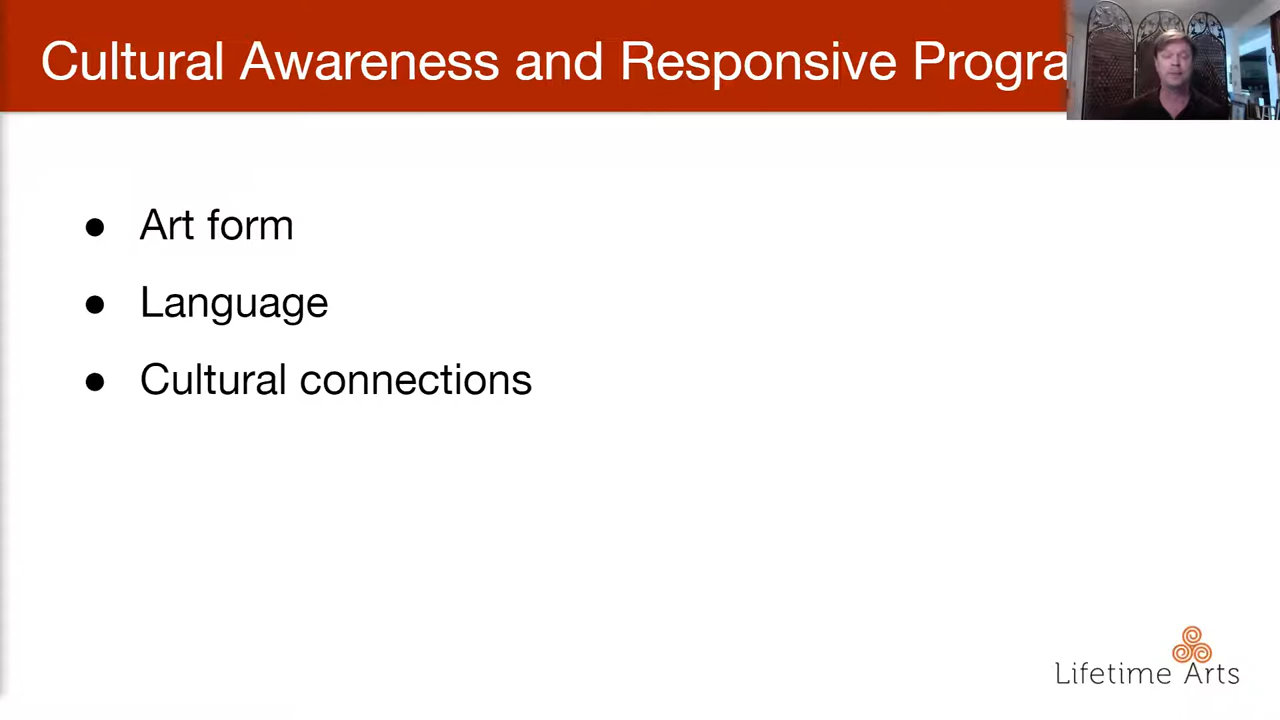 Cultural Awareness and Responsive Progra
● Art form
● Language
● Cultural connections
Lifetime Arts